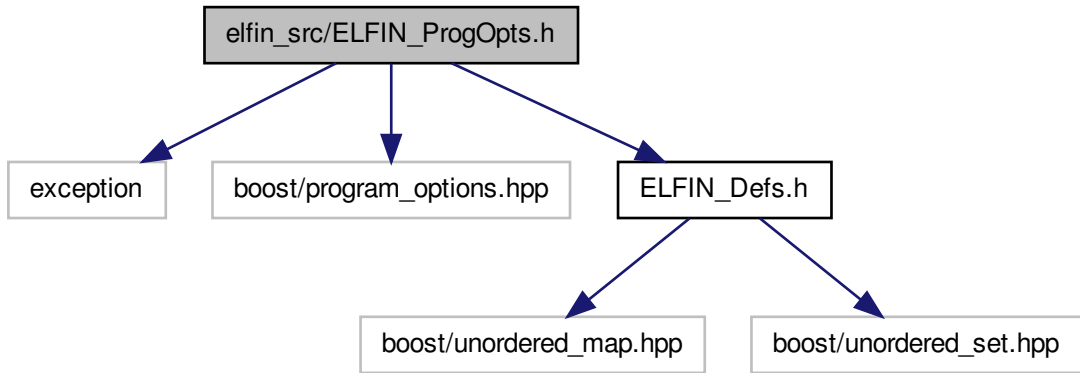 elfin_src/ELFIN_ProgOpts.h
exception
boost/program_options.hpp
ELFIN_Defs.h
boost/unordered_map.hpp
boost/unordered_set.hpp